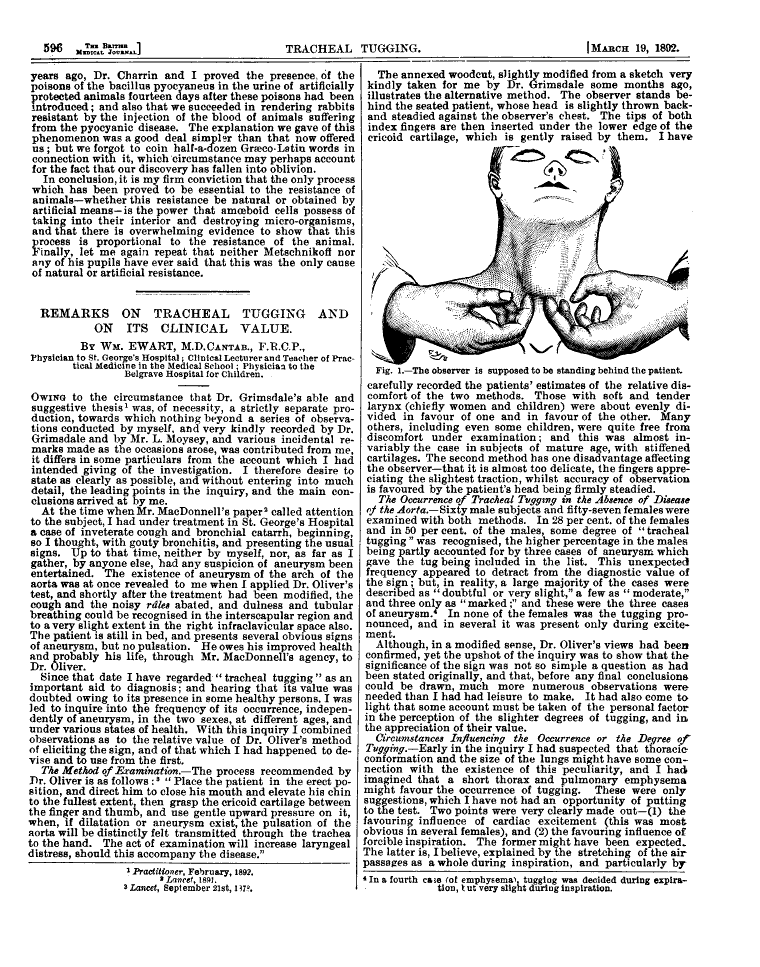 596 THE BRITISH MEDICAL JOURNAL] TRACHEAL TUGGING. [MARCH 19, 1892.
years ago, Dr. Charrin and I proved the presence of the
poisons of the bacillus pyocyaneus in the urine of artificially
protected animals fourteen days after these poisons had been
introduced; and also that we succeeded in rendering rabbits
resistant by the injection of the blood of animals suffering
from the pyocyanic disease. The explanation we gave of this
phenomenon was a good deal simpler than that now offered
us; but we forgot to coin half-a-dozen Græco-Latin words in
connection with it, which circumstance may perhaps account
for the fact that our discovery has fallen into oblivion.
In conclusion, it is my firm conviction that the only process
which has been proved to be essential to the resistance of
animals—whether this resistance be natural or obtained by
artificial means—is the power that amœboid cells possess of
taking into their interior and destroying micro-organisms,
and that there is overwhelming evidence to show that this
process is proportional to the resistance of the animal.
Finally, let me again repeat that neither Metschnikoff nor
any of his pupils have ever said that this was the only cause
of natural or artificial resistance.
REMARKS ON TRACHEAL TUGGING AND
ON ITS CLINICAL VALUE.
BY WM. EWART, M.D.CANTAB., F.R.C.P.,
Physician to St. George's Hospital; Clinical Lecturer and Teacher of Prac-
tical Medicine in the Medical School; Physician to the
Belgrave Hospital for Children.
OWING to the circumstance that Dr. Grimsdale's able and
suggestive thesis¹ was, of necessity, a strictly separate pro-
duction, towards which nothing beyond a series of observa-
tions conducted by myself, and very kindly recorded by Dr.
Grimsdale and by Mr. L. Moysey, and various incidental re-
marks made as the occasions arose, was contributed from me,
it differs in some particulars from the account which I had
intended giving of the investigation. I therefore desire to
state as clearly as possible, and without entering into much
detail, the leading points in the inquiry, and the main con-
clusions arrived at by me.
At the time when Mr. MacDonnell's paper² called attention
to the subject, I had under treatment in St. George's Hospital
a case of inveterate cough and bronchial catarrh, beginning,
so I thought, with gouty bronchitis, and presenting the usual
signs. Up to that time, neither by myself, nor, as far as I
gather, by anyone else, had any suspicion of aneurysm been
entertained. The existence of aneurysm of the arch of the
aorta was at once revealed to me when I applied Dr. Oliver's
test, and shortly after the treatment had been modified, the
cough and the noisy râles abated, and dulness and tubular
breathing could be recognised in the interscapular region and
to a very slight extent in the right infraclavicular space also.
The patient is still in bed, and presents several obvious signs
of aneurysm, but no pulsation. He owes his improved health
and probably his life, through Mr. MacDonnell's agency, to
Dr. Oliver.
Since that date I have regarded "tracheal tugging" as an
important aid to diagnosis; and hearing that its value was
doubted owing to its presence in some healthy persons, I was
led to inquire into the frequency of its occurrence, indepen-
dently of aneurysm, in the two sexes, at different ages, and
under various states of health. With this inquiry I combined
observations as to the relative value of Dr. Oliver's method
of eliciting the sign, and of that which I had happened to de-
vise and to use from the first.
The Method of Examination.—The process recommended by
Dr. Oliver is as follows:³ "Place the patient in the erect po-
sition, and direct him to close his mouth and elevate his chin
to the fullest extent, then grasp the cricoid cartilage between
the finger and thumb, and use gentle upward pressure on it,
when, if dilatation or aneurysm exist, the pulsation of the
aorta will be distinctly felt transmitted through the trachea
to the hand. The act of examination will increase laryngeal
distress, should this accompany the disease."
¹ Practitioner, February, 1892.
² Lancet, 1891.
³ Lancet, September 21st,
The annexed woodcut, slightly modified from a sketch very
kindly taken for me by Dr. Grimsdale some months ago,
illustrates the alternative method. The observer stands be-
hind the seated patient, whose head is slightly thrown back-
and steadied against the observer's chest. The tips of both
index fingers are then inserted under the lower edge of the
cricoid cartilage, which is gently raised by them. I have
Fig. 1.—The observer is supposed to be standing behind the patient.
carefully recorded the patients' estimates of the relative dis-
comfort of the two methods. Those with soft and tender
larynx (chiefly women and children) were about evenly di-
vided in favour of one and in favour of the other. Many
others, including even some children, were quite free from
discomfort under examination; and this was almost in-
variably the case in subjects of mature age, with stiffened
cartilages. The second method has one disadvantage affecting
the observer—that it is almost too delicate, the fingers appre-
ciating the slightest traction, whilst accuracy of observation
is favoured by the patient's head being firmly steadied.
The Occurrence of Tracheal Tugging in the Absence of Disease
of the Aorta.—Sixty male subjects and fifty-seven females were
examined with both methods. In 28 per cent. of the females
and in 50 per cent. of the males, some degree of "tracheal
tugging" was recognised, the higher percentage in the males
being partly accounted for by three cases of aneurysm which
gave the tug being included in the list. This unexpected
frequency appeared to detract from the diagnostic value of
the sign; but, in reality, a large majority of the cases were
described as "doubtful or very slight," a few as "moderate,"
and three only as "marked;" and these were the three cases
of aneurysm.⁴ In none of the females was the tugging pro-
nounced, and in several it was present only during excite-
ment.
Although, in a modified sense, Dr. Oliver's views had been
confirmed, yet the upshot of the inquiry was to show that the
significance of the sign was not so simple a question as had
been stated originally, and that, before any final conclusions
could be drawn, much more numerous observations were
needed than I had had leisure to make. It had also come to
light that some account must be taken of the personal factor
in the perception of the slighter degrees of tugging, and in
the appreciation of their value.
Circumstances Influencing the Occurrence or the Degree of
Tugging.—Early in the inquiry I had suspected that thoracic
conformation and the size of the lungs might have some con-
nection with the existence of this peculiarity, and I had
imagined that a short thorax and pulmonary emphysema
might favour the occurrence of tugging. These were only
suggestions, which I have not had an opportunity of putting
to the test. Two points were very clearly made out—(1) the
favouring influence of cardiac excitement (this was most
obvious in several females), and (2) the favouring influence of
forcible inspiration. The former might have been expected.
The latter is, I believe, explained by the stretching of the air
passages as a whole during inspiration, and particularly by
⁴ In a fourth case (of emphysema), tugging was decided during expira-
tion, but very slight during inspiration.